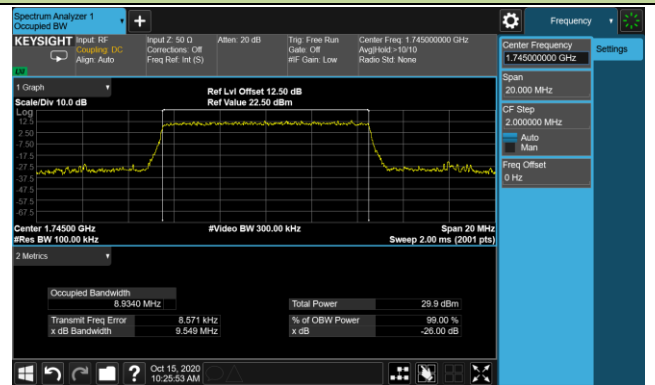 Spectrum Analyzer 1
Occupied BW
Frequency
KEYSIGHT
Input: RF
Coupling: DC
Align: Auto
Input Z: 50 Ω
Corrections: Off
Freq Ref: Int (S)
Atten: 20 dB
Trig: Free Run
Gate: Off
#IF Gain: Low
Center Freq: 1.745000000 GHz
Avg|Hold:>10/10
Radio Std: None
Center Frequency
1.745000000 GHz
Settings
Span
20.000 MHz
CF Step
2.000000 MHz
Auto
Man
Freq Offset
0 Hz
1 Graph
Scale/Div 10.0 dB
Ref Lvl Offset 12.50 dB
Ref Value 22.50 dBm
Log
12.5
2.50
-7.50
-17.5
-27.5
-37.5
-47.5
-57.5
-67.5
Center 1.74500 GHz
#Res BW 100.00 kHz
#Video BW 300.00 kHz
Span 20 MHz
Sweep 2.00 ms (2001 pts)
2 Metrics
Occupied Bandwidth
8.9340 MHz
Total Power 29.9 dBm
Transmit Freq Error 8.571 kHz
% of OBW Power 99.00 %
x dB Bandwidth 9.549 MHz
x dB -26.00 dB
Oct 15, 2020
10:25:53 AM